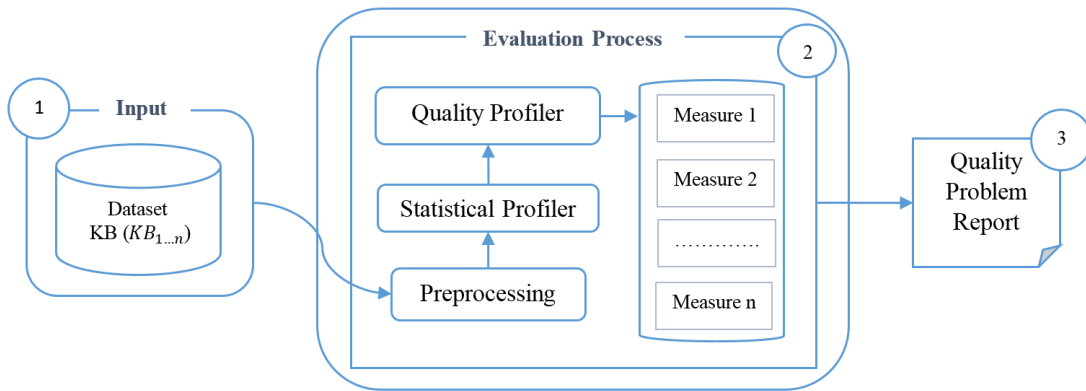 1
Input
Dataset
KB (𝐾𝐵₁…ₙ)
Evaluation Process
2
Quality Profiler
Statistical Profiler
Preprocessing
Measure 1
Measure 2
………….
Measure n
3
Quality
Problem
Report